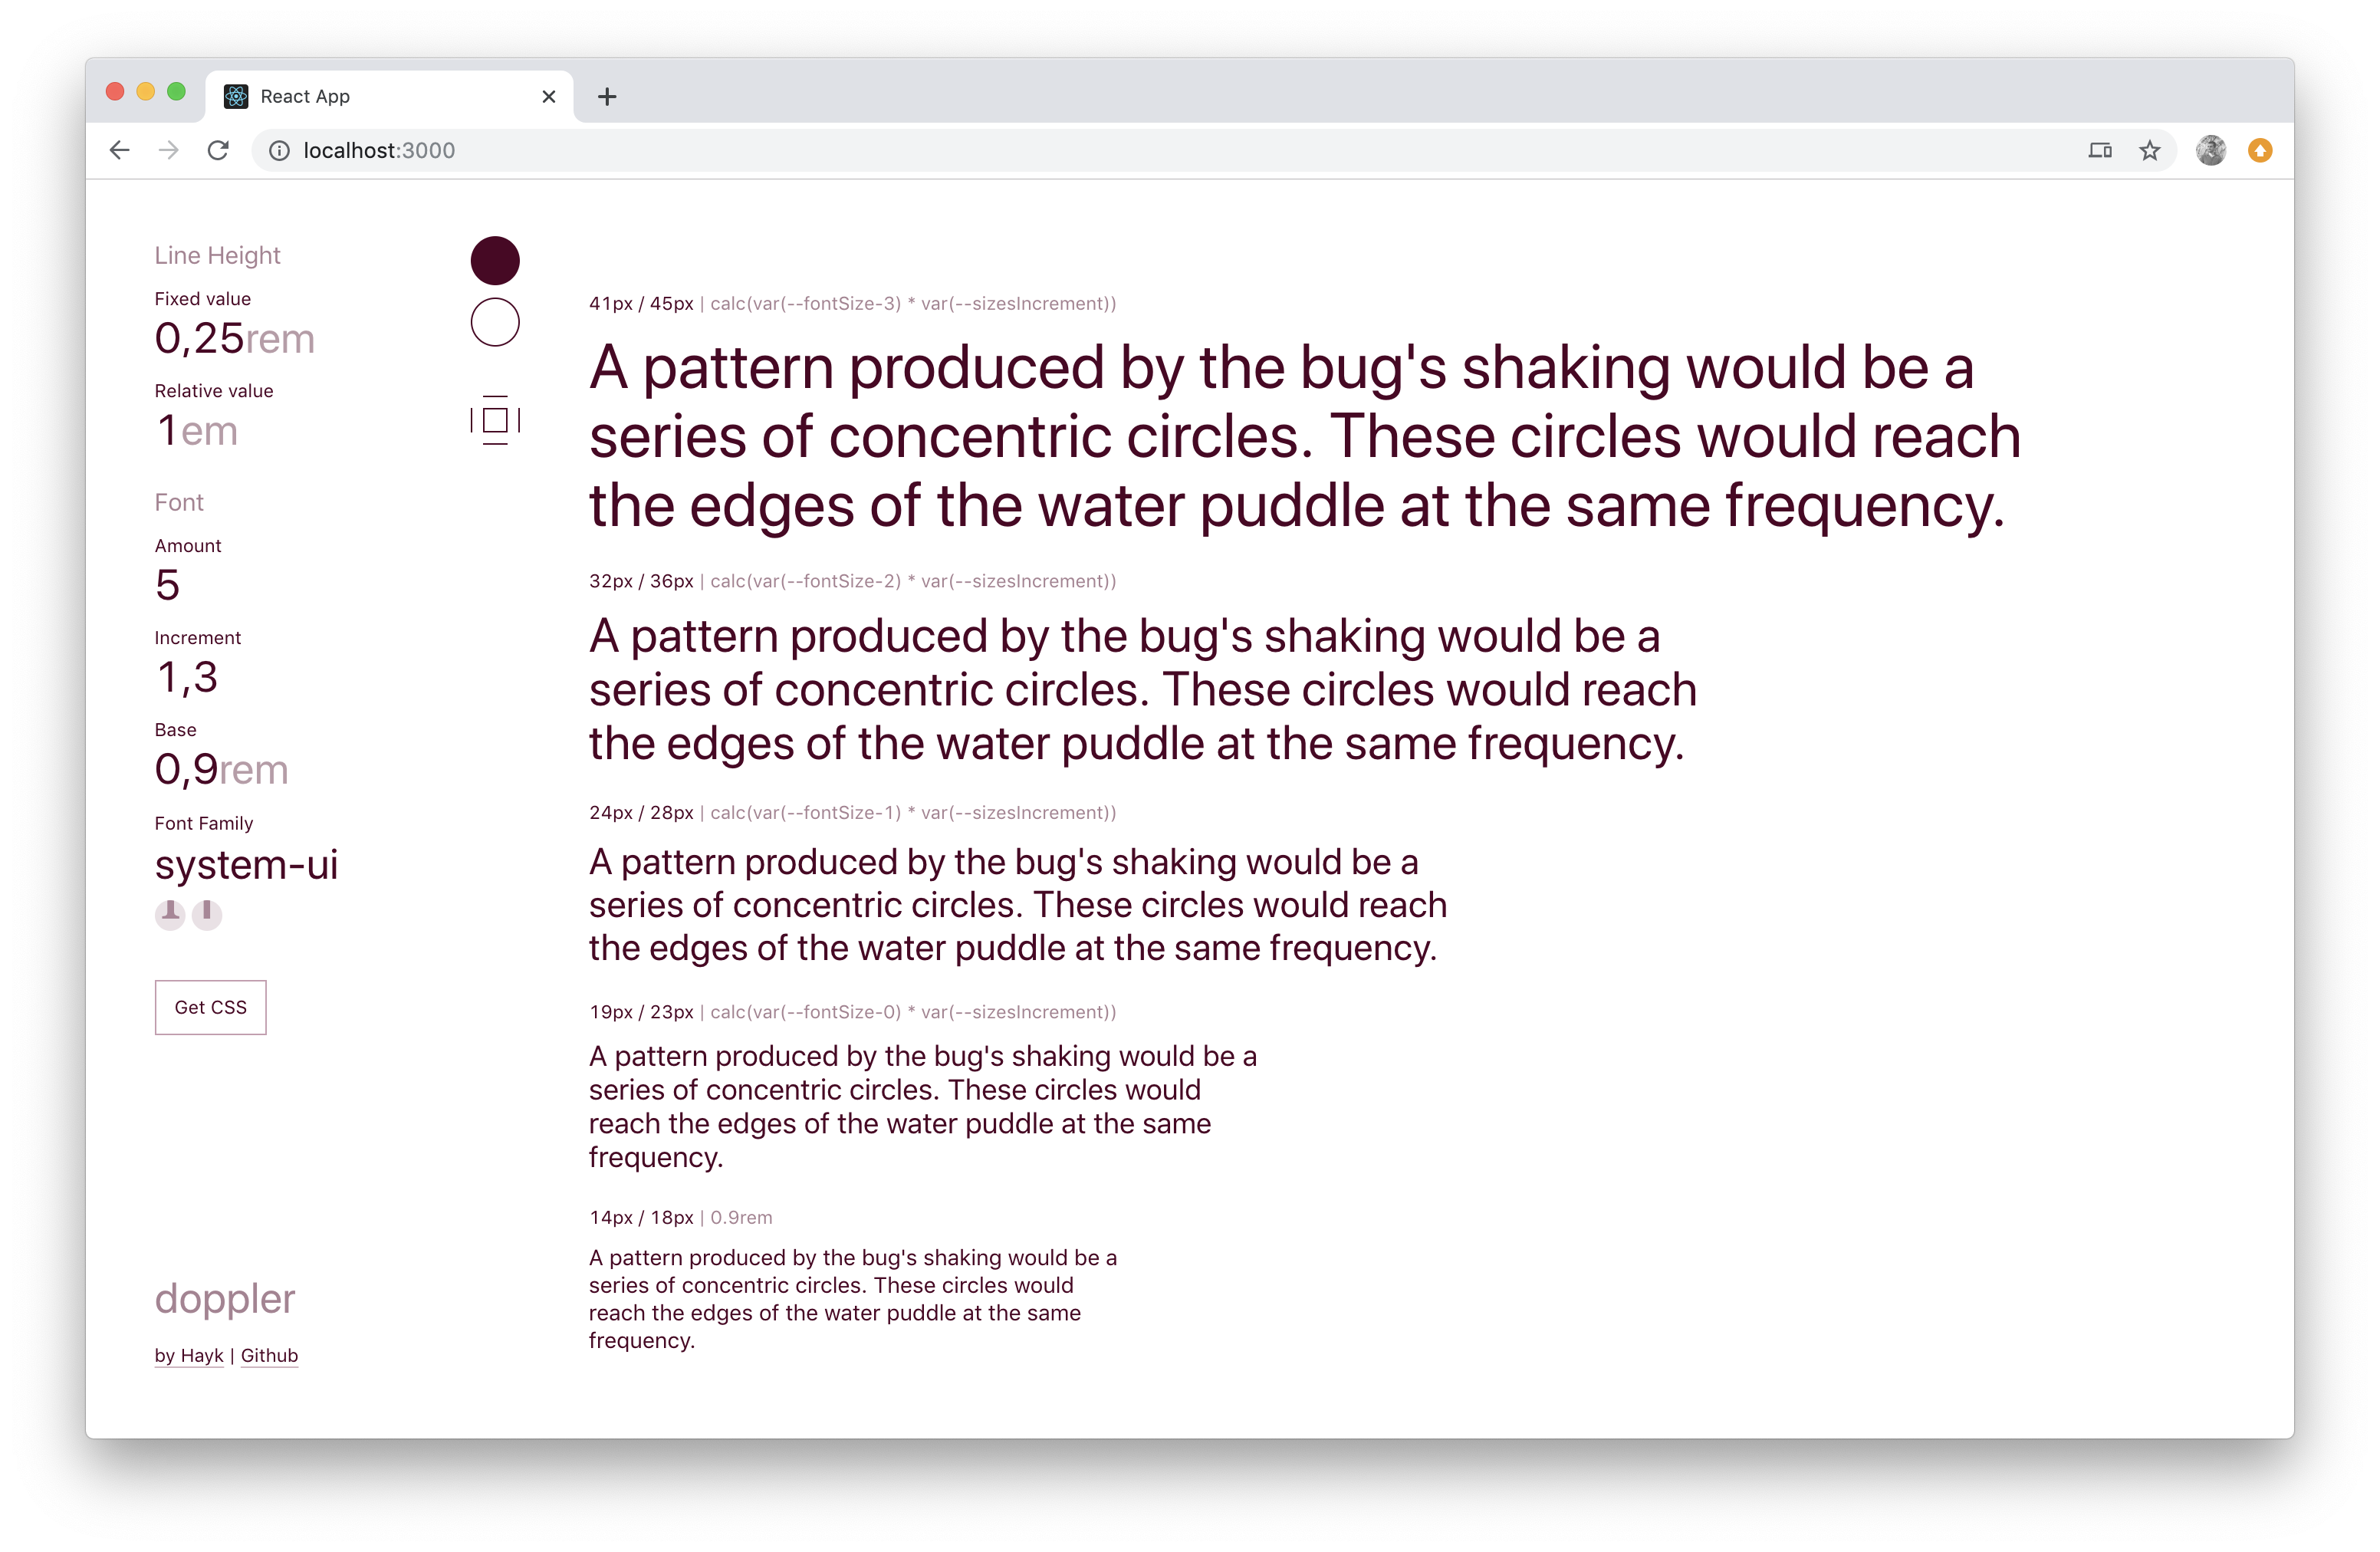 React App
localhost:3000
Line Height
Fixed value
0,25rem
Relative value
1em
Font
Amount
5
Increment
1,3
Base
0,9rem
Font Family
system-ui
Get CSS
doppler
by Hayk | Github
41px / 45px | calc(var(--fontSize-3) * var(--sizesIncrement))
A pattern produced by the bug's shaking would be a
series of concentric circles. These circles would reach
the edges of the water puddle at the same frequency.
32px / 36px | calc(var(--fontSize-2) * var(--sizesIncrement))
A pattern produced by the bug's shaking would be a
series of concentric circles. These circles would reach
the edges of the water puddle at the same frequency.
24px / 28px | calc(var(--fontSize-1) * var(--sizesIncrement))
A pattern produced by the bug's shaking would be a
series of concentric circles. These circles would reach
the edges of the water puddle at the same frequency.
19px / 23px | calc(var(--fontSize-0) * var(--sizesIncrement))
A pattern produced by the bug's shaking would be a
series of concentric circles. These circles would
reach the edges of the water puddle at the same
frequency.
14px / 18px | 0.9rem
A pattern produced by the bug's shaking would be a
series of concentric circles. These circles would
reach the edges of the water puddle at the same
frequency.